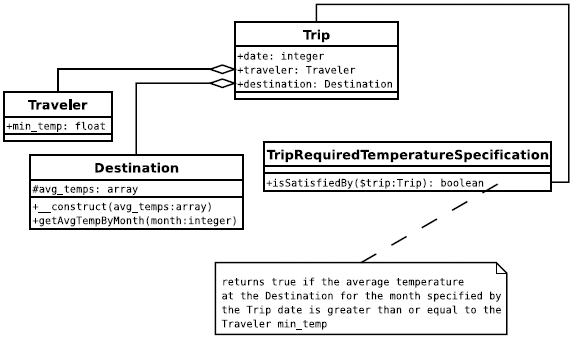 Trip
+date: integer
+traveler: Traveler
+destination: Destination
Traveler
+min_temp: float
Destination
#avg_temps: array
+__construct(avg_temps:array)
+getAvgTempByMonth(month:integer)
TripRequiredTemperatureSpecification
+isSatisfiedBy($trip:Trip): boolean
returns true if the average temperature
at the Destination for the month specified by
the Trip date is greater than or equal to the
Traveler min_temp